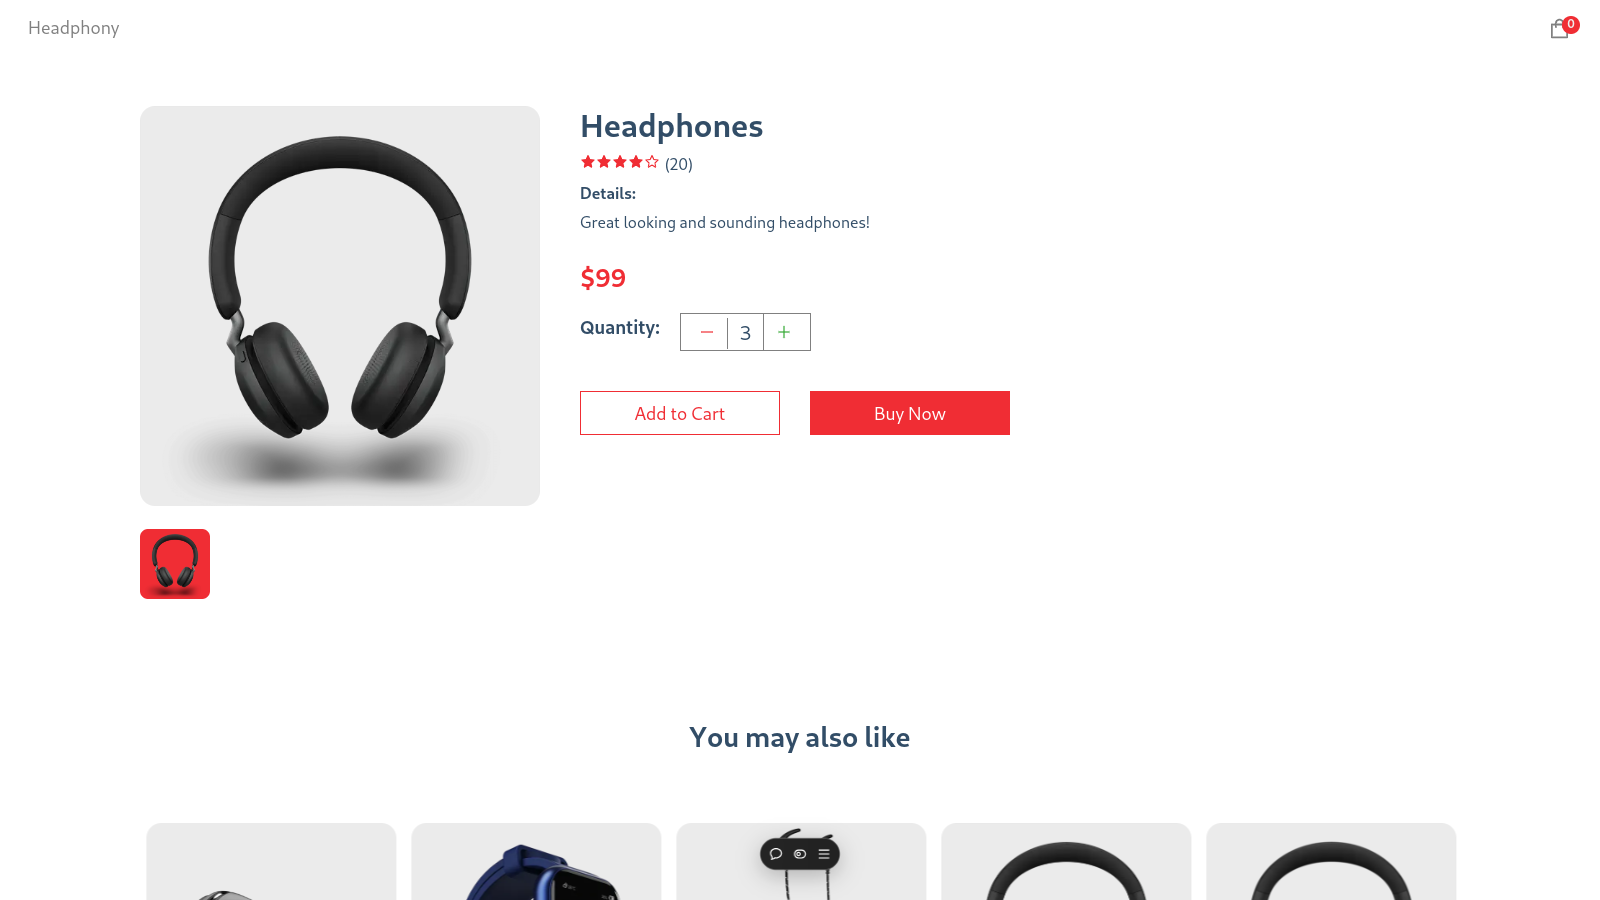 Headphony
0
Headphones
(20)
Details:
Great looking and sounding headphones!
$99
Quantity:
3
Add to Cart
Buy Now
You may also like